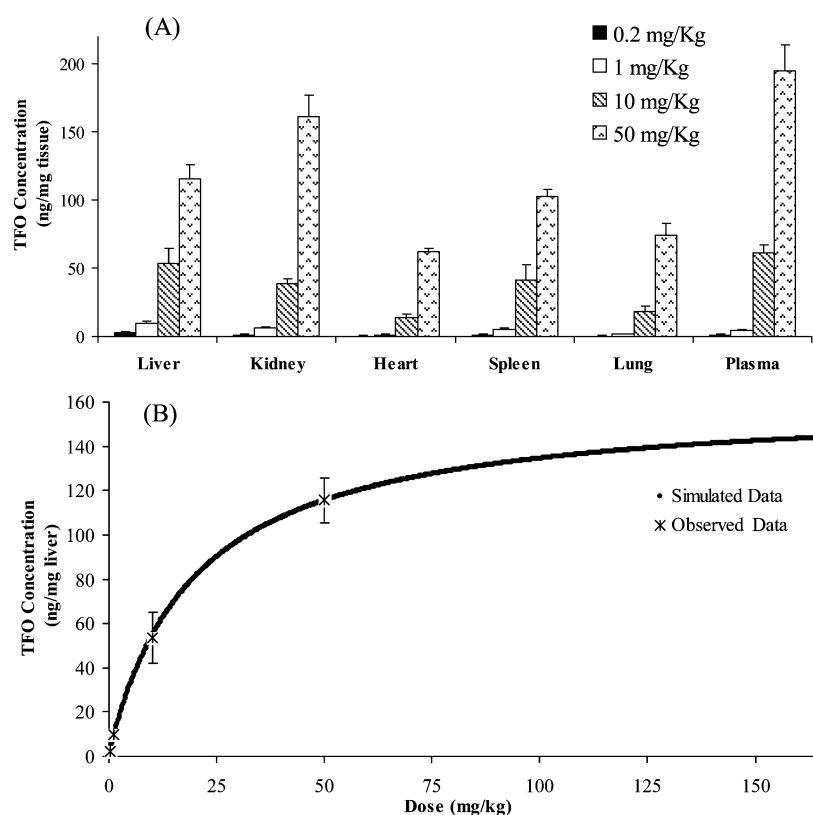 (A)
0.2 mg/Kg
1 mg/Kg
10 mg/Kg
50 mg/Kg
TFO Concentration
(ng/mg tissue)
200
150
100
50
0
Liver Kidney Heart Spleen Lung Plasma
(B)
TFO Concentration
(ng/mg liver)
160
140
120
100
80
60
40
20
0
Simulated Data
Observed Data
0 25 50 75 100 125 150
Dose (mg/kg)